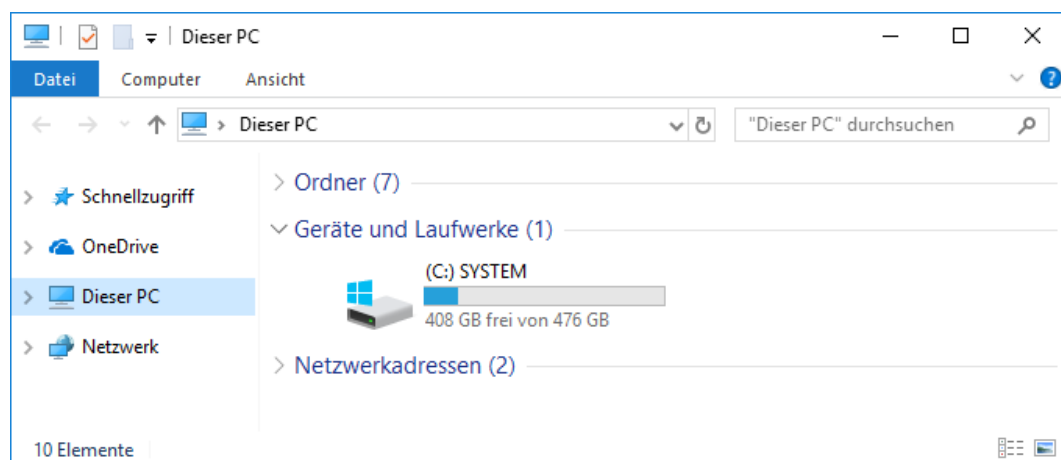 Dieser PC
Datei Computer Ansicht ?
Dieser PC "Dieser PC" durchsuchen
Schnellzugriff
OneDrive
Dieser PC
Netzwerk
Ordner (7)
Geräte und Laufwerke (1)
(C:) SYSTEM
408 GB frei von 476 GB
Netzwerkadressen (2)
10 Elemente